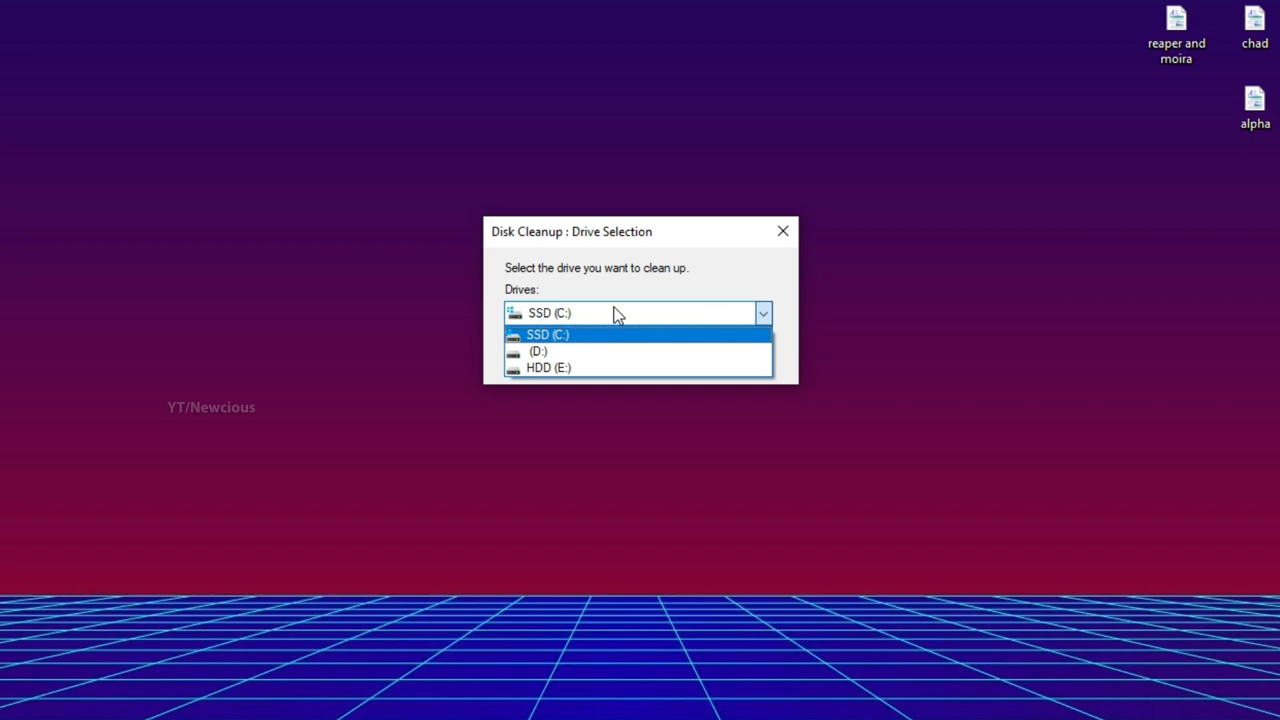 reaper and
moira
chad
alpha
Disk Cleanup : Drive Selection
Select the drive you want to clean up.
Drives:
SSD (C:)
SSD (C:)
(D:)
HDD (E:)
YT/Newcious